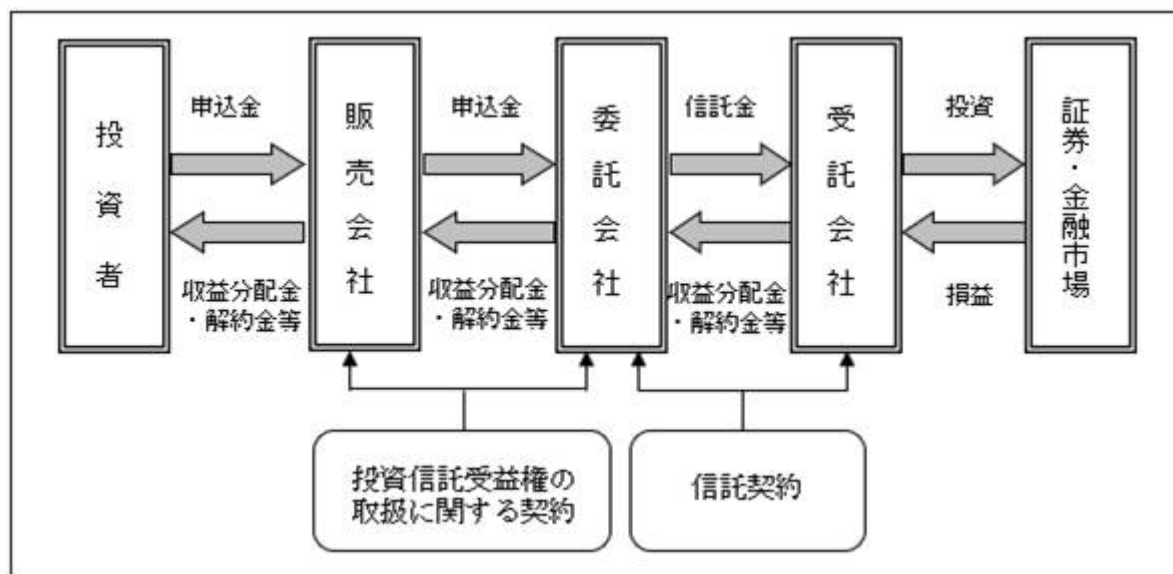 投資者
申込金
収益分配金
・解約金等
販売会社
申込金
収益分配金
・解約金等
委託会社
信託金
収益分配金
・解約金等
受託会社
投資
損益
証券・金融市場
投資信託受益権の
取扱に関する契約
信託契約